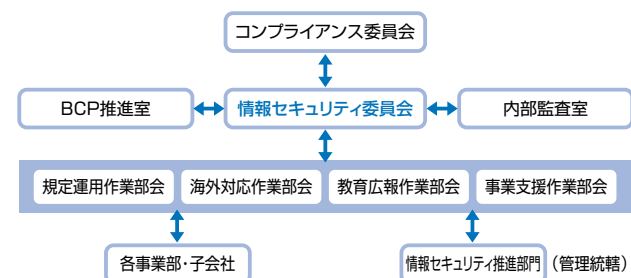 コンプライアンス委員会
BCP推進室
情報セキュリティ委員会
内部監査室
規定運用作業部会
海外対応作業部会
教育広報作業部会
事業支援作業部会
各事業部・子会社
情報セキュリティ推進部門
(管理統轄)